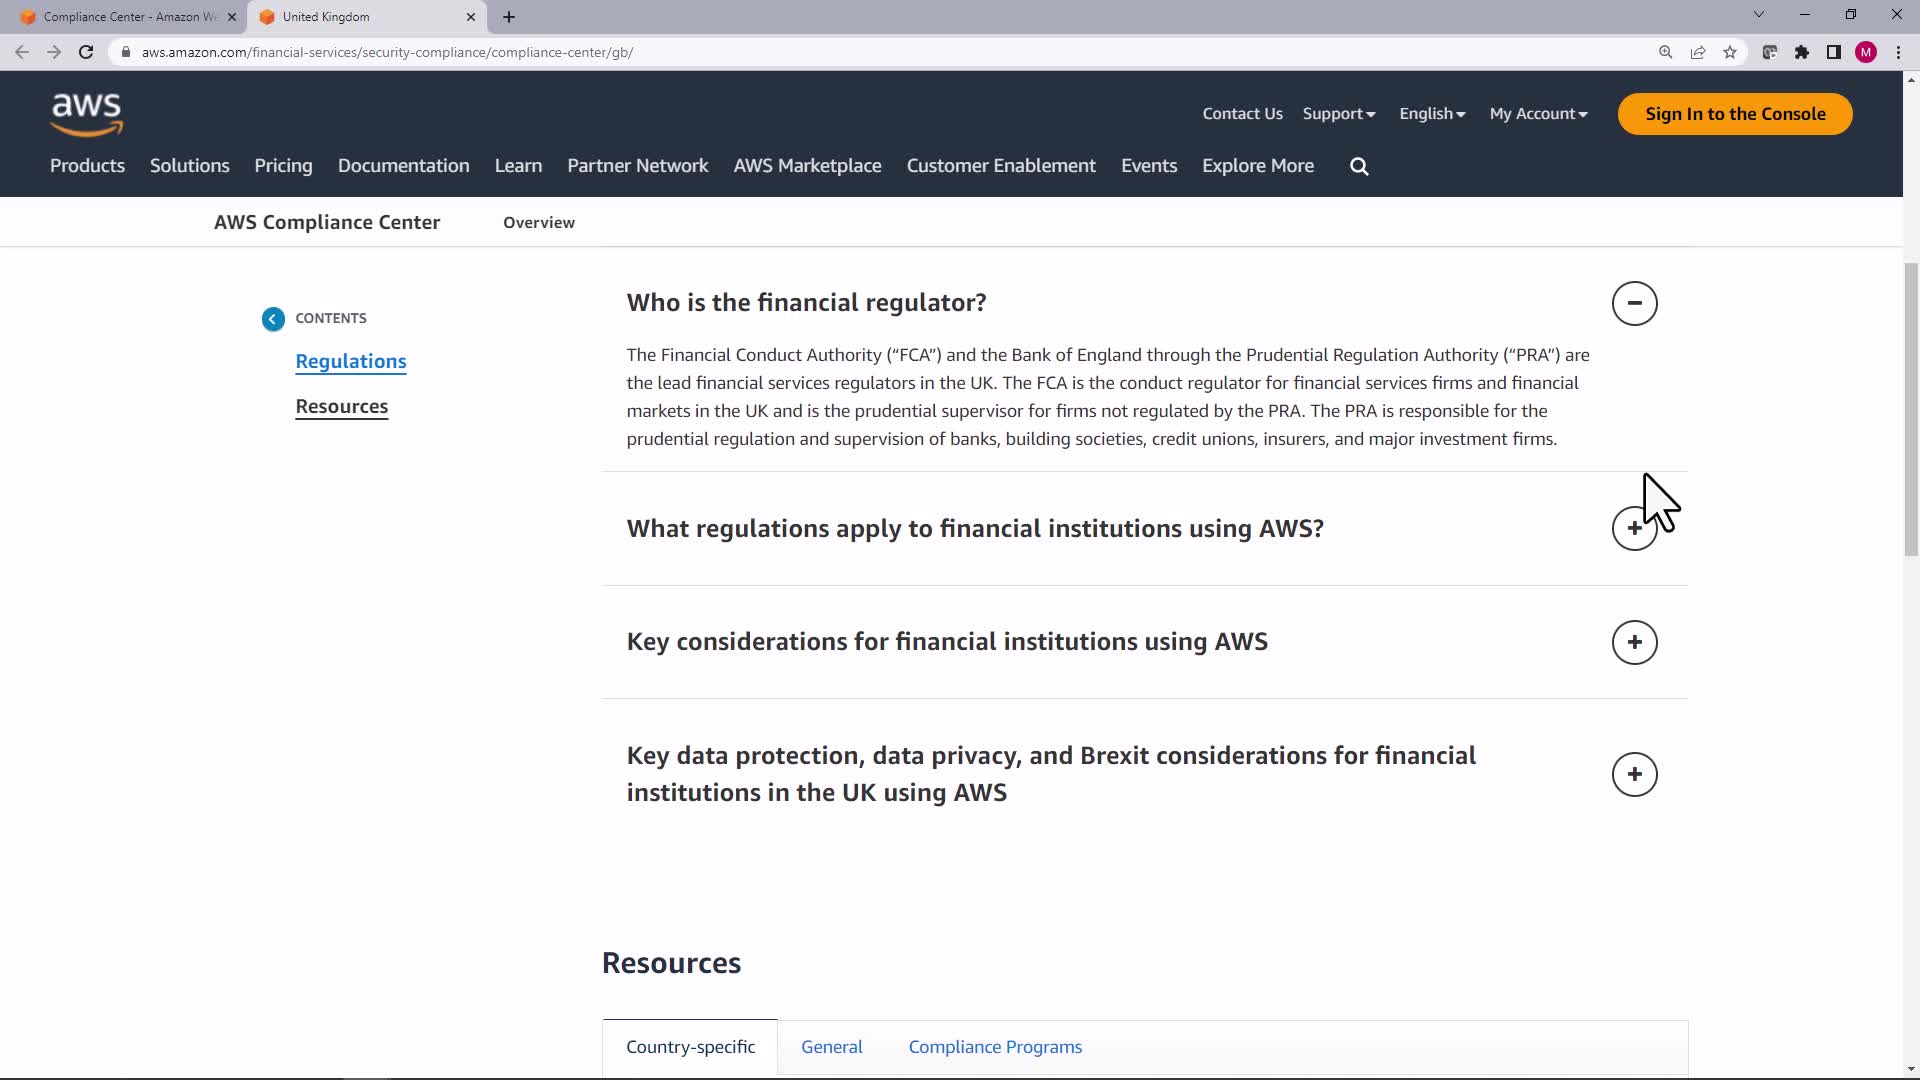 Compliance Center - Amazon We
United Kingdom
aws.amazon.com/financial-services/security-compliance/compliance-center/gb/
M
aws
Contact Us Support English My Account Sign In to the Console
Products Solutions Pricing Documentation Learn Partner Network AWS Marketplace Customer Enablement Events Explore More
AWS Compliance Center Overview
CONTENTS
Regulations
Resources
Who is the financial regulator?
The Financial Conduct Authority (“FCA”) and the Bank of England through the Prudential Regulation Authority (“PRA”) are
the lead financial services regulators in the UK. The FCA is the conduct regulator for financial services firms and financial
markets in the UK and is the prudential supervisor for firms not regulated by the PRA. The PRA is responsible for the
prudential regulation and supervision of banks, building societies, credit unions, insurers, and major investment firms.
What regulations apply to financial institutions using AWS?
Key considerations for financial institutions using AWS
Key data protection, data privacy, and Brexit considerations for financial
institutions in the UK using AWS
Resources
Country-specific General Compliance Programs